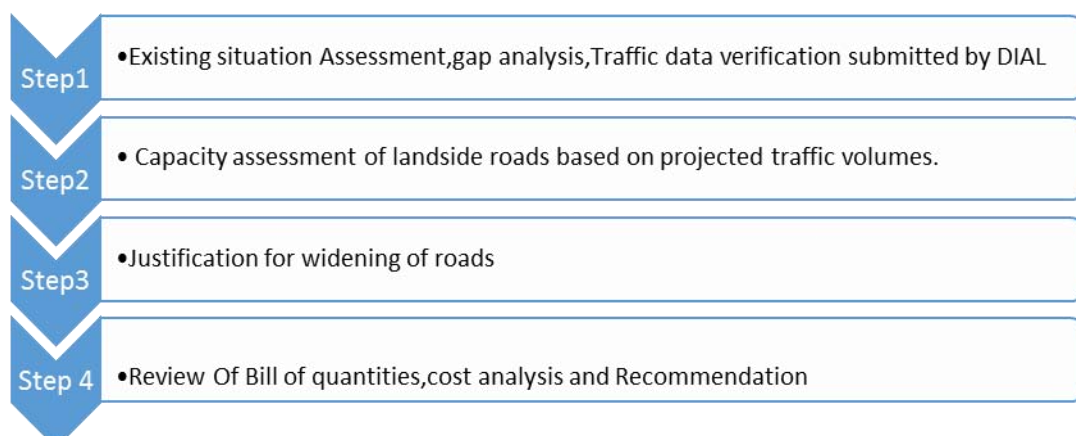 Step1
•Existing situation Assessment,gap analysis,Traffic data verification submitted by DIAL
Step2
• Capacity assessment of landside roads based on projected traffic volumes.
Step3
•Justification for widening of roads
Step 4
•Review Of Bill of quantities,cost analysis and Recommendation